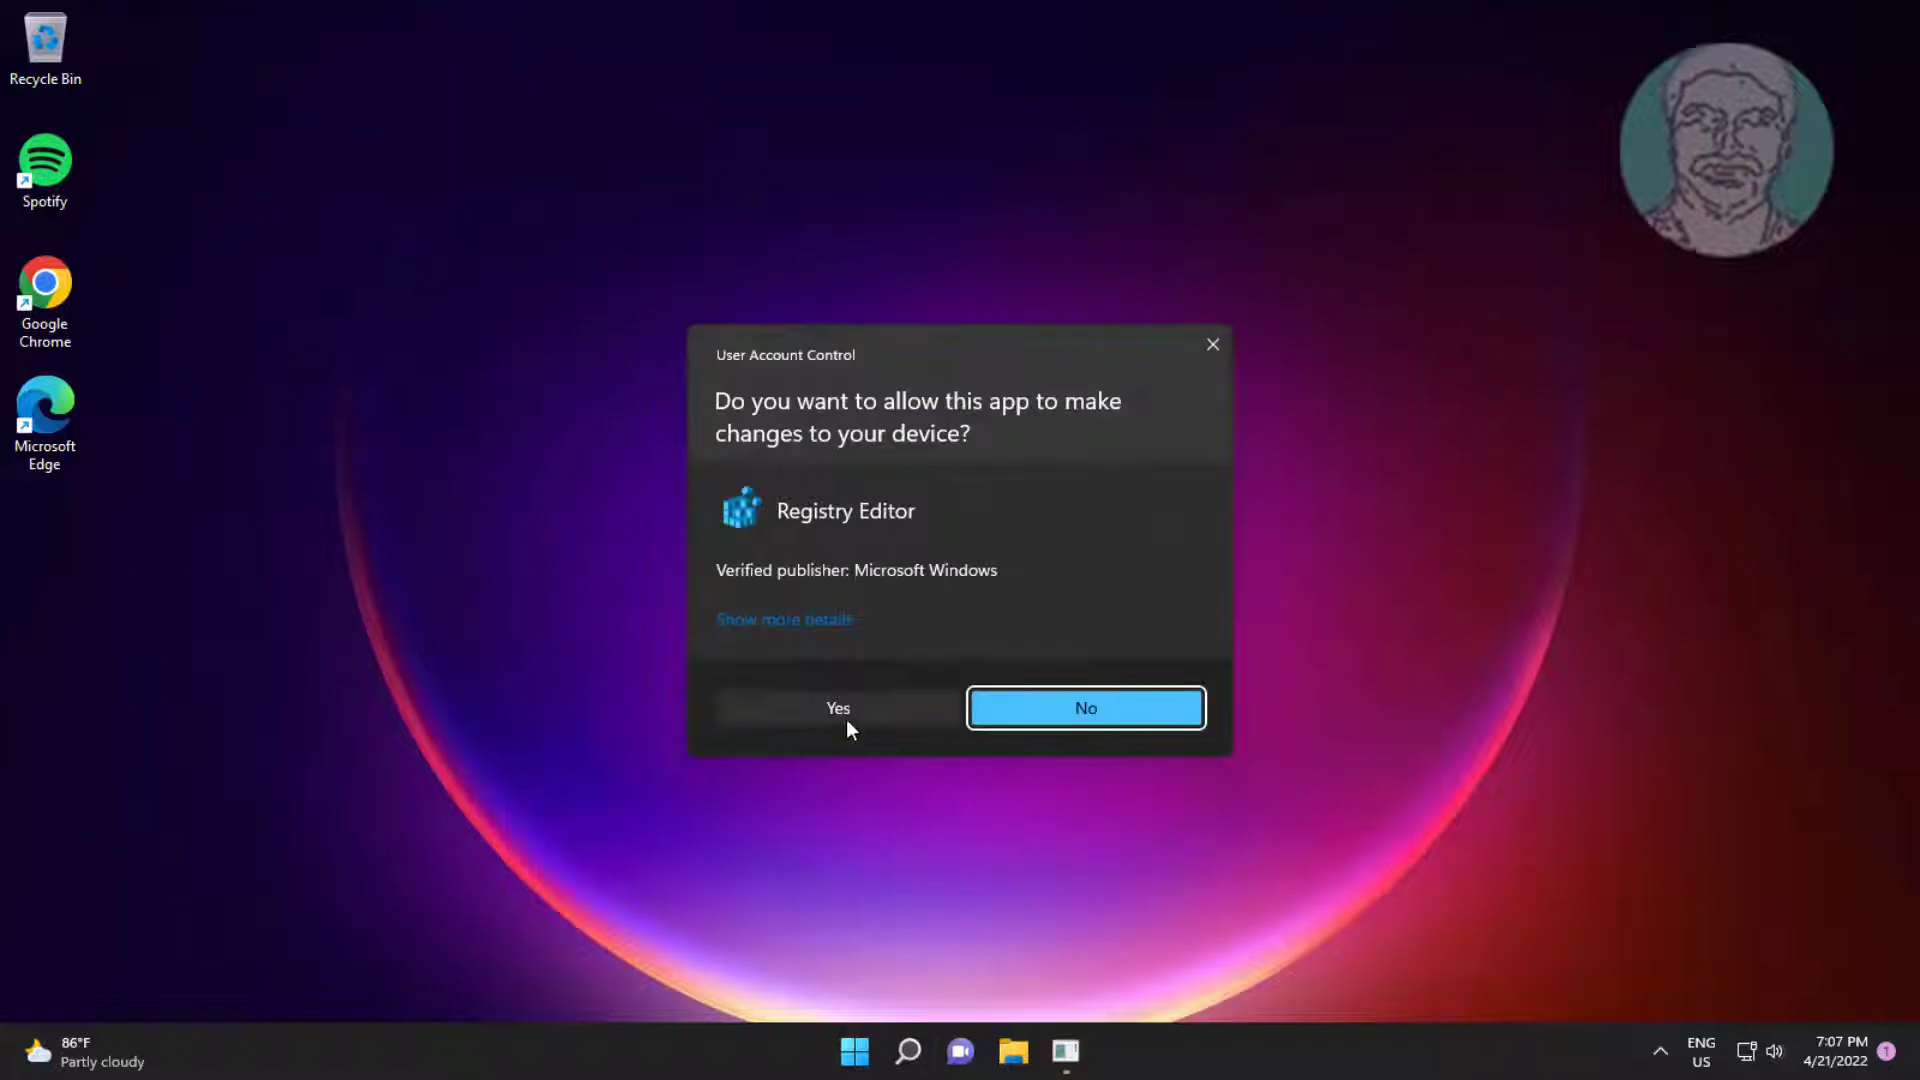 Recycle Bin
Spotify
Google
Chrome
Microsoft
Edge
User Account Control
Do you want to allow this app to make
changes to your device?
Registry Editor
Verified publisher: Microsoft Windows
Show more details
Yes
No
86°F
Partly cloudy
ENG
US
7:07 PM
4/21/2022
1